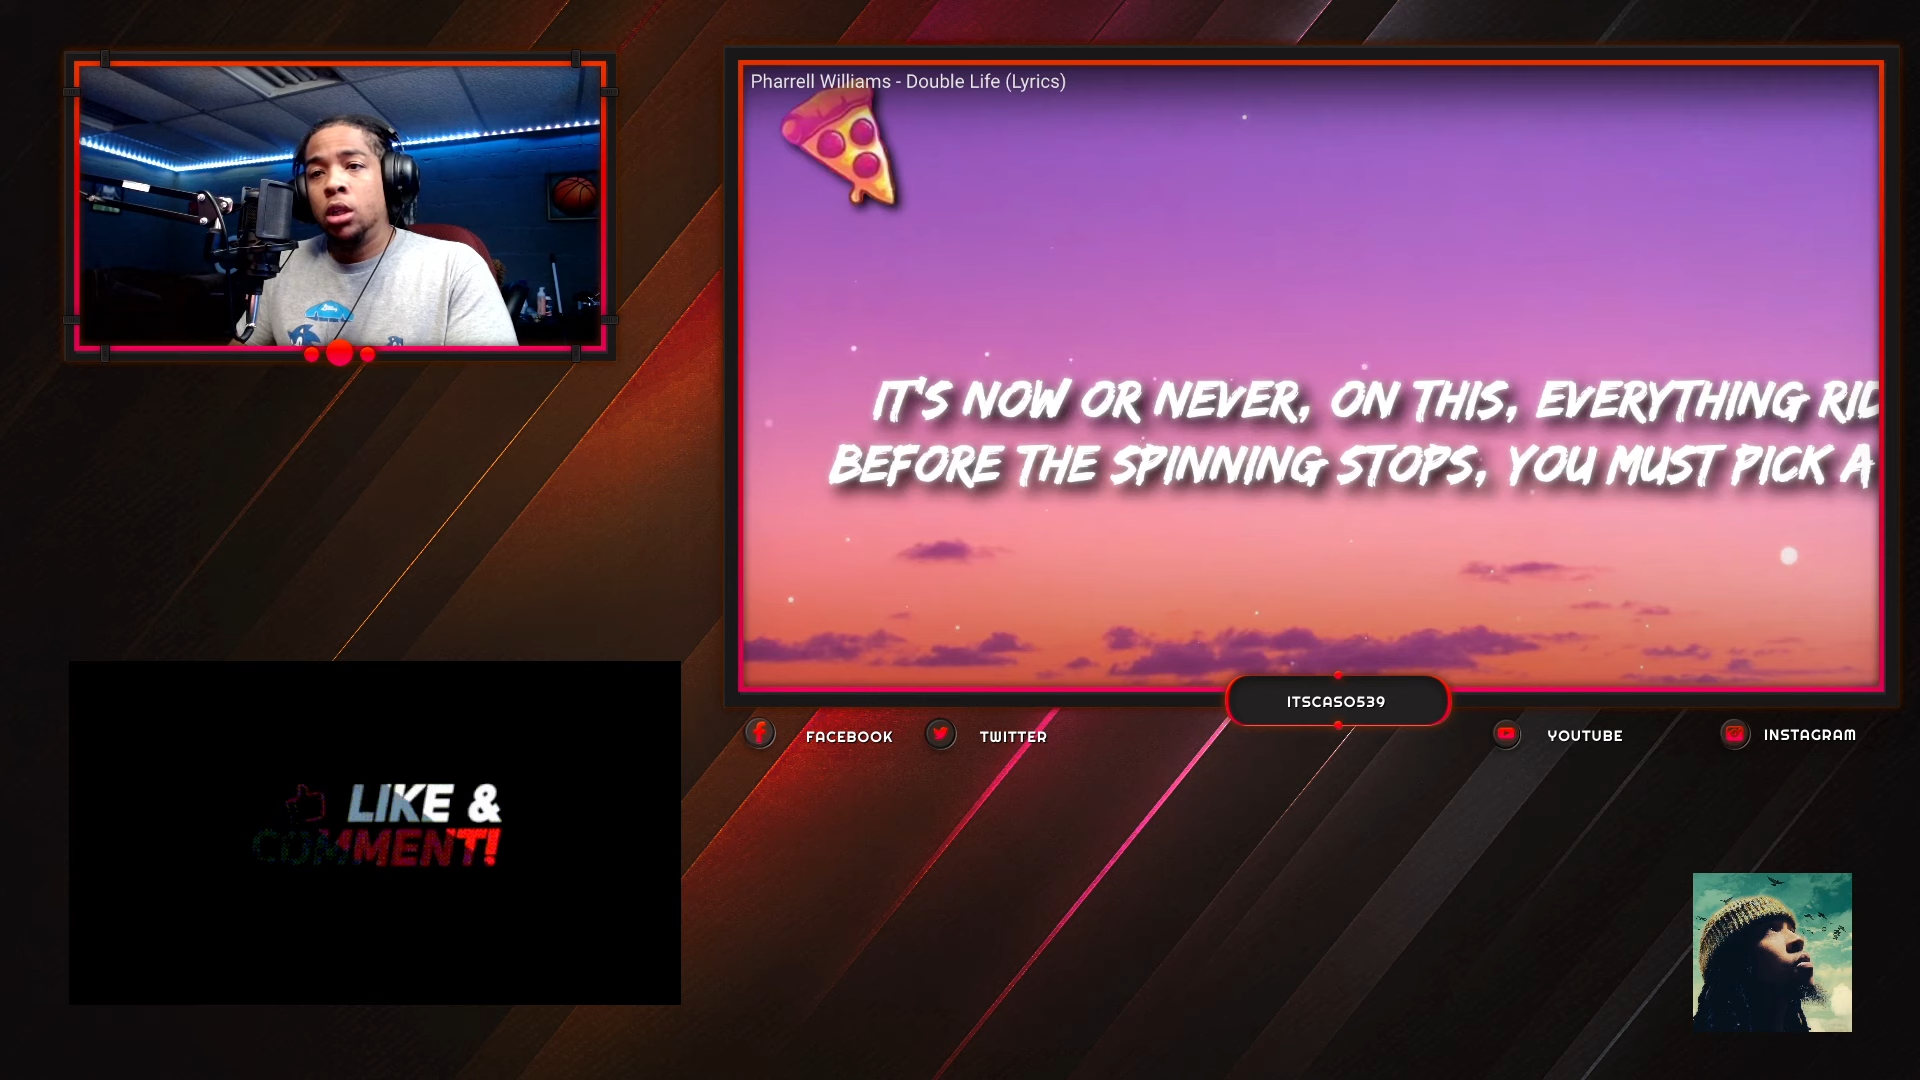 Pharrell Williams - Double Life (Lyrics)
IT'S NOW OR NEVER, ON THIS, EVERYTHING
BEFORE THE SPINNING STOPS, YOU MUST PICK A
ITSCASO539
FACEBOOK
TWITTER
YOUTUBE
INSTAGRAM
LIKE &
COMMENT!